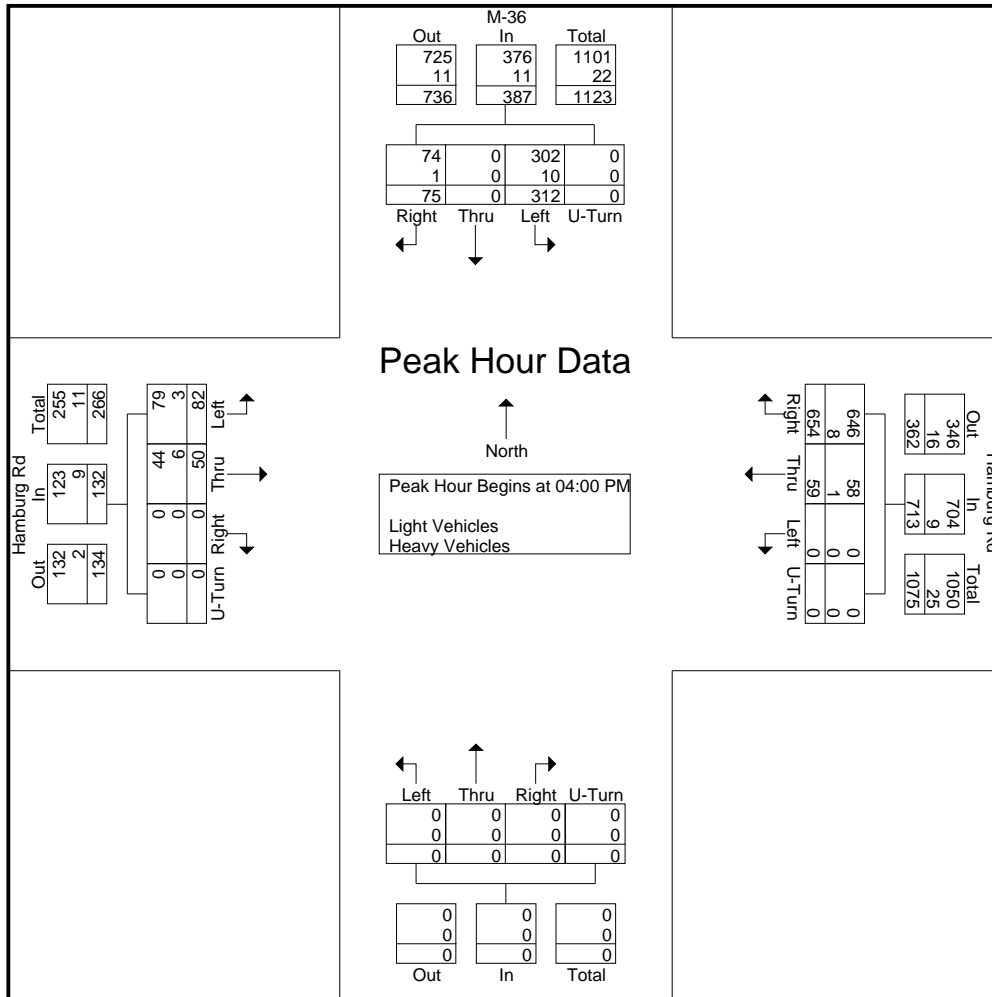 M-36
Out In Total
725 376 1101
11 11 22
736 387 1123
74 0 302 0
1 0 10 0
75 0 312 0
Right Thru Left U-Turn
Peak Hour Data
North
Peak Hour Begins at 04:00 PM
Light Vehicles
Heavy Vehicles
Hamburg Rd
Out In Total
132 123 255
2 9 11
134 132 266
79 44 0 0
3 6 0 0
82 50 0 0
Left Thru Right U-Turn
Hamburg Rd
Out In Total
346 704 1050
16 9 25
362 713 1075
646 58 0 0
8 1 0 0
654 59 0 0
Right Thru Left U-Turn
Left Thru Right U-Turn
0 0 0 0
0 0 0 0
0 0 0 0
0 0 0
0 0 0
0 0 0
Out In Total